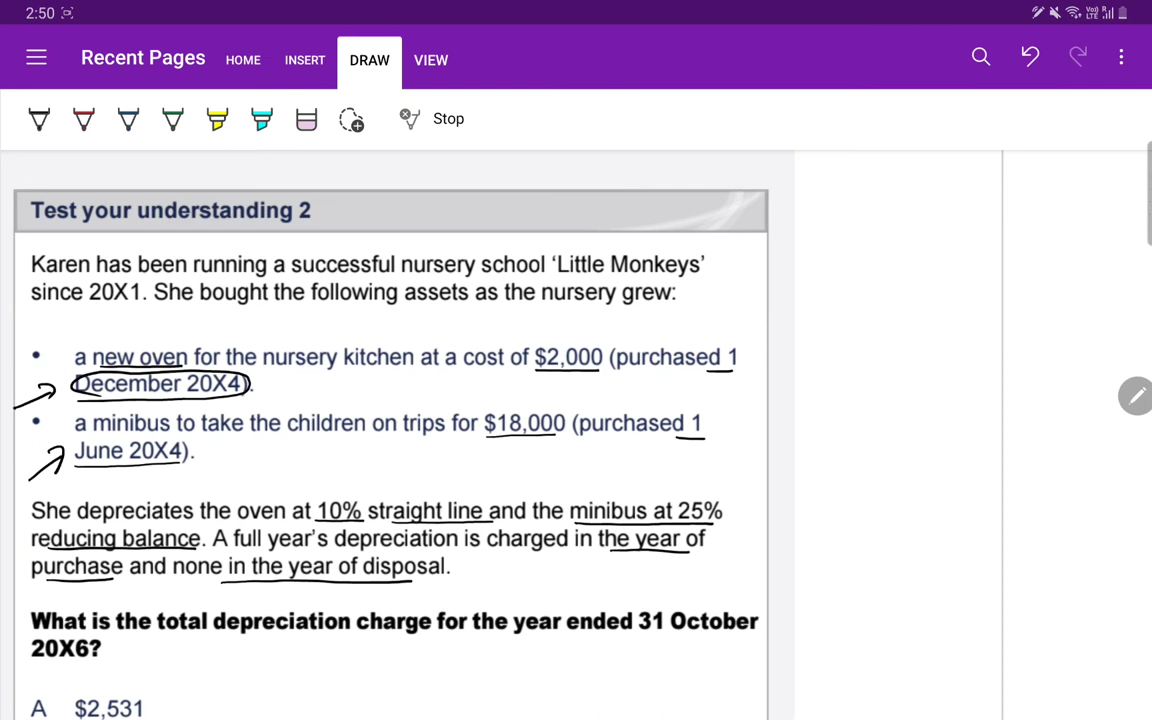 2:50
Vo)) LTE R
Recent Pages HOME INSERT DRAW VIEW
Stop
Test your understanding 2
Karen has been running a successful nursery school ‘Little Monkeys’
since 20X1. She bought the following assets as the nursery grew:
• a new oven for the nursery kitchen at a cost of $2,000 (purchased 1
December 20X4).
• a minibus to take the children on trips for $18,000 (purchased 1
June 20X4).
She depreciates the oven at 10% straight line and the minibus at 25%
reducing balance. A full year’s depreciation is charged in the year of
purchase and none in the year of disposal.
What is the total depreciation charge for the year ended 31 October
20X6?
A $2,531